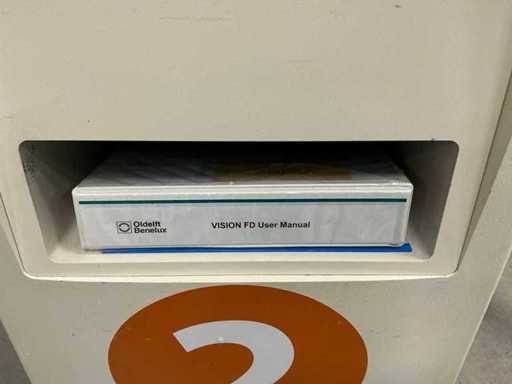 Oldelft
Benelux
VISION FD User Manual
2